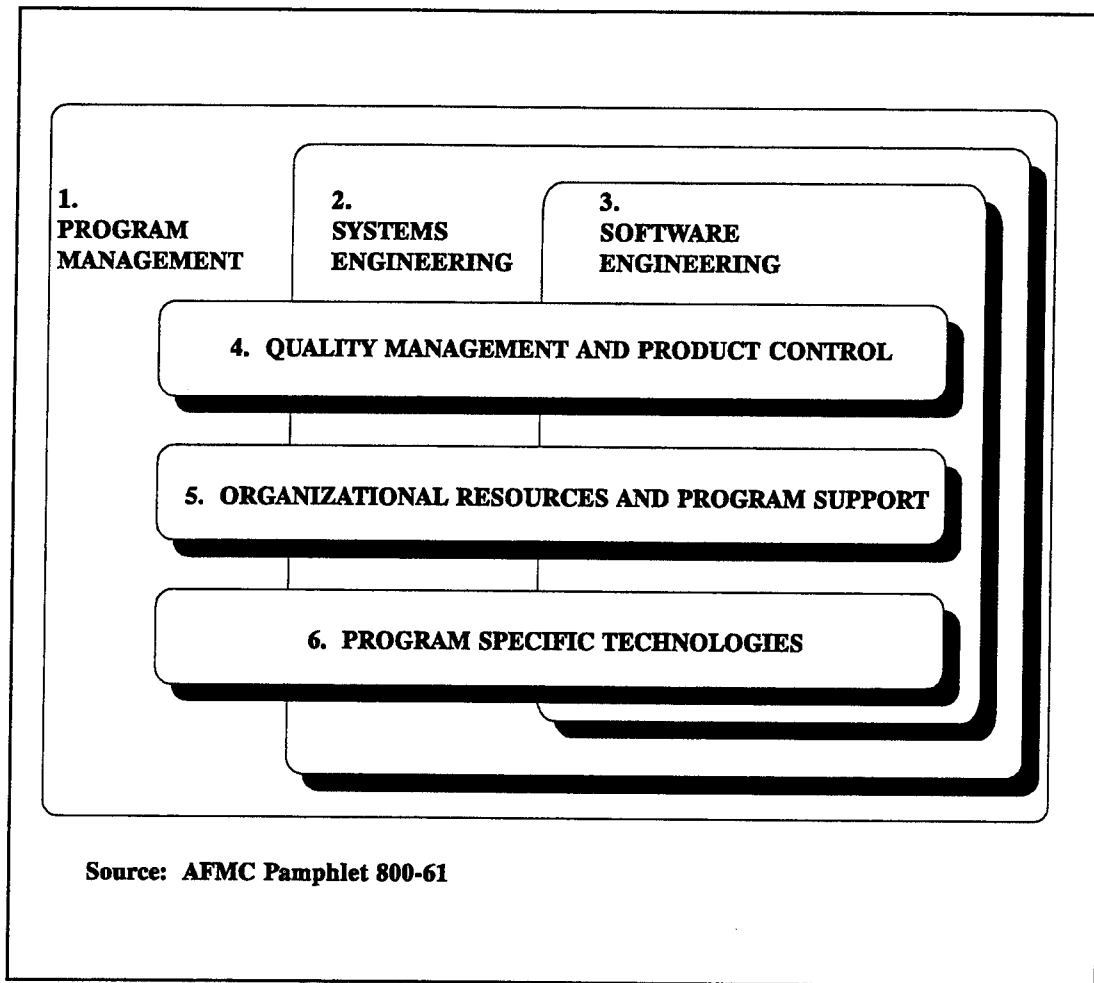 1.
PROGRAM
MANAGEMENT
2.
SYSTEMS
ENGINEERING
3.
SOFTWARE
ENGINEERING
4. QUALITY MANAGEMENT AND PRODUCT CONTROL
5. ORGANIZATIONAL RESOURCES AND PROGRAM SUPPORT
6. PROGRAM SPECIFIC TECHNOLOGIES
Source: AFMC Pamphlet 800-61